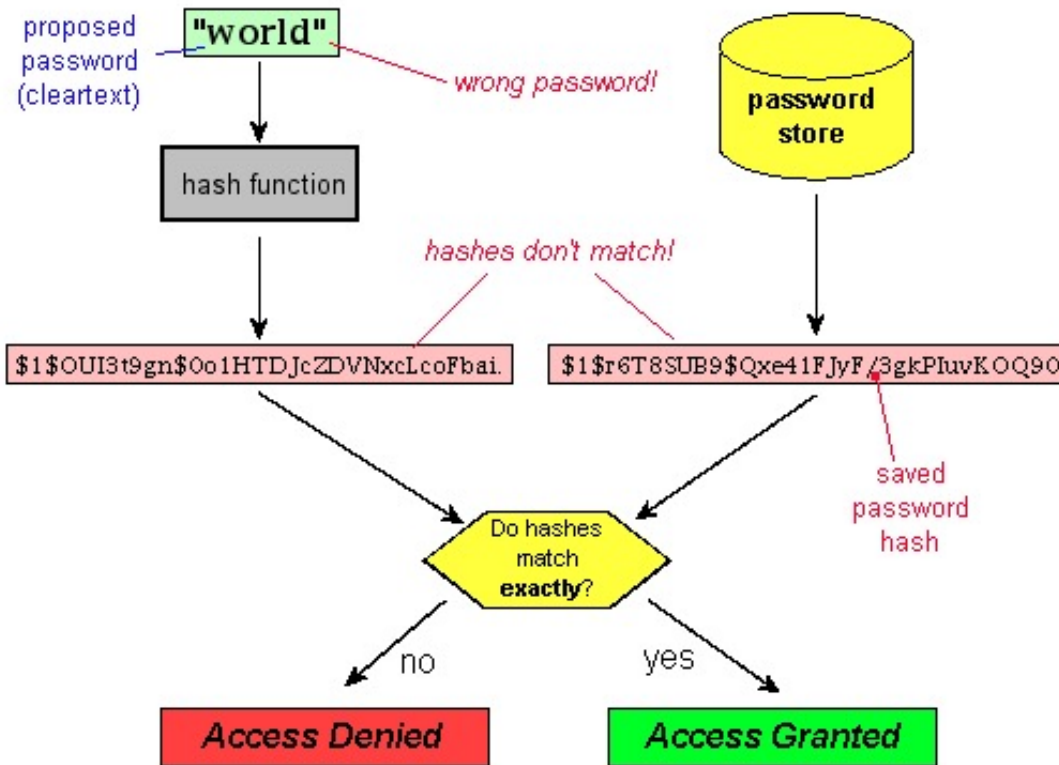 proposed
password
(cleartext)
"world"
wrong password!
password
store
hash function
hashes don't match!
$1$OUI3t9gn$0o1HTDJcZDVNxcLcoFbai.
$1$r6T8SUB9$Qxe41FJyF/3gkPIuvKOQ9O
saved
password
hash
Do hashes
match
exactly?
no
yes
Access Denied
Access Granted